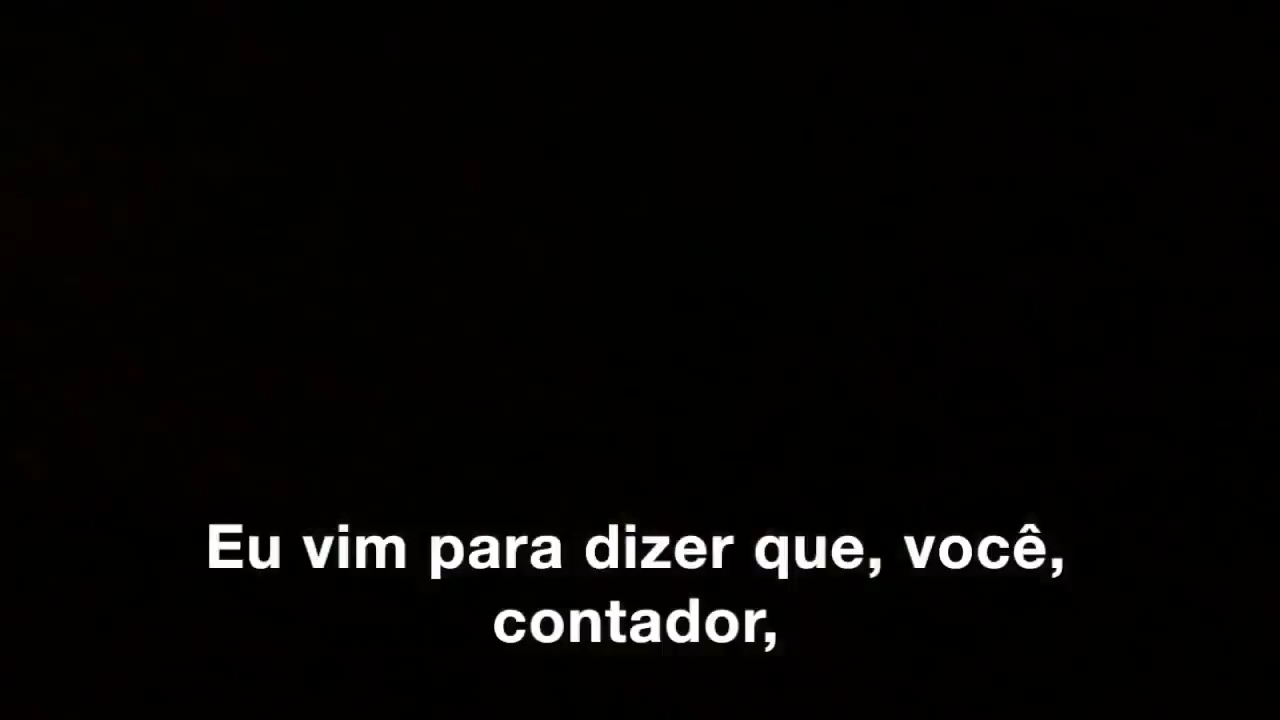 Eu vim para dizer que, você,
contador,